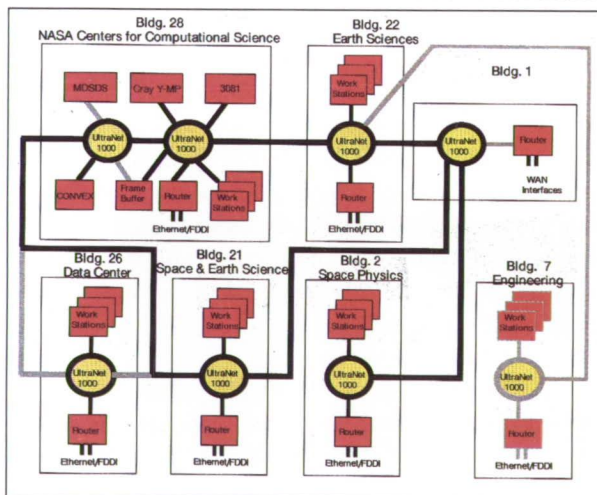 Bldg. 28
NASA Centers for Computational Science
MDSDS
Cray Y-MP
3081
UltraNet
1000
UltraNet
1000
CONVEX
Frame
Buffer
Router
Work
Stations
Ethernet/FDDI
Bldg. 22
Earth Sciences
Work
Stations
UltraNet
1000
Router
Ethernet/FDDI
Bldg. 1
UltraNet
1000
Router
WAN
Interfaces
Bldg. 26
Data Center
Work
Stations
UltraNet
1000
Router
Ethernet/FDDI
Bldg. 21
Space & Earth Science
Work
Stations
UltraNet
1000
Router
Ethernet/FDDI
Bldg. 2
Space Physics
Work
Stations
UltraNet
1000
Router
Ethernet/FDDI
Bldg. 7
Engineering
Work
Stations
UltraNet
1000
Router
Ethernet/FDDI